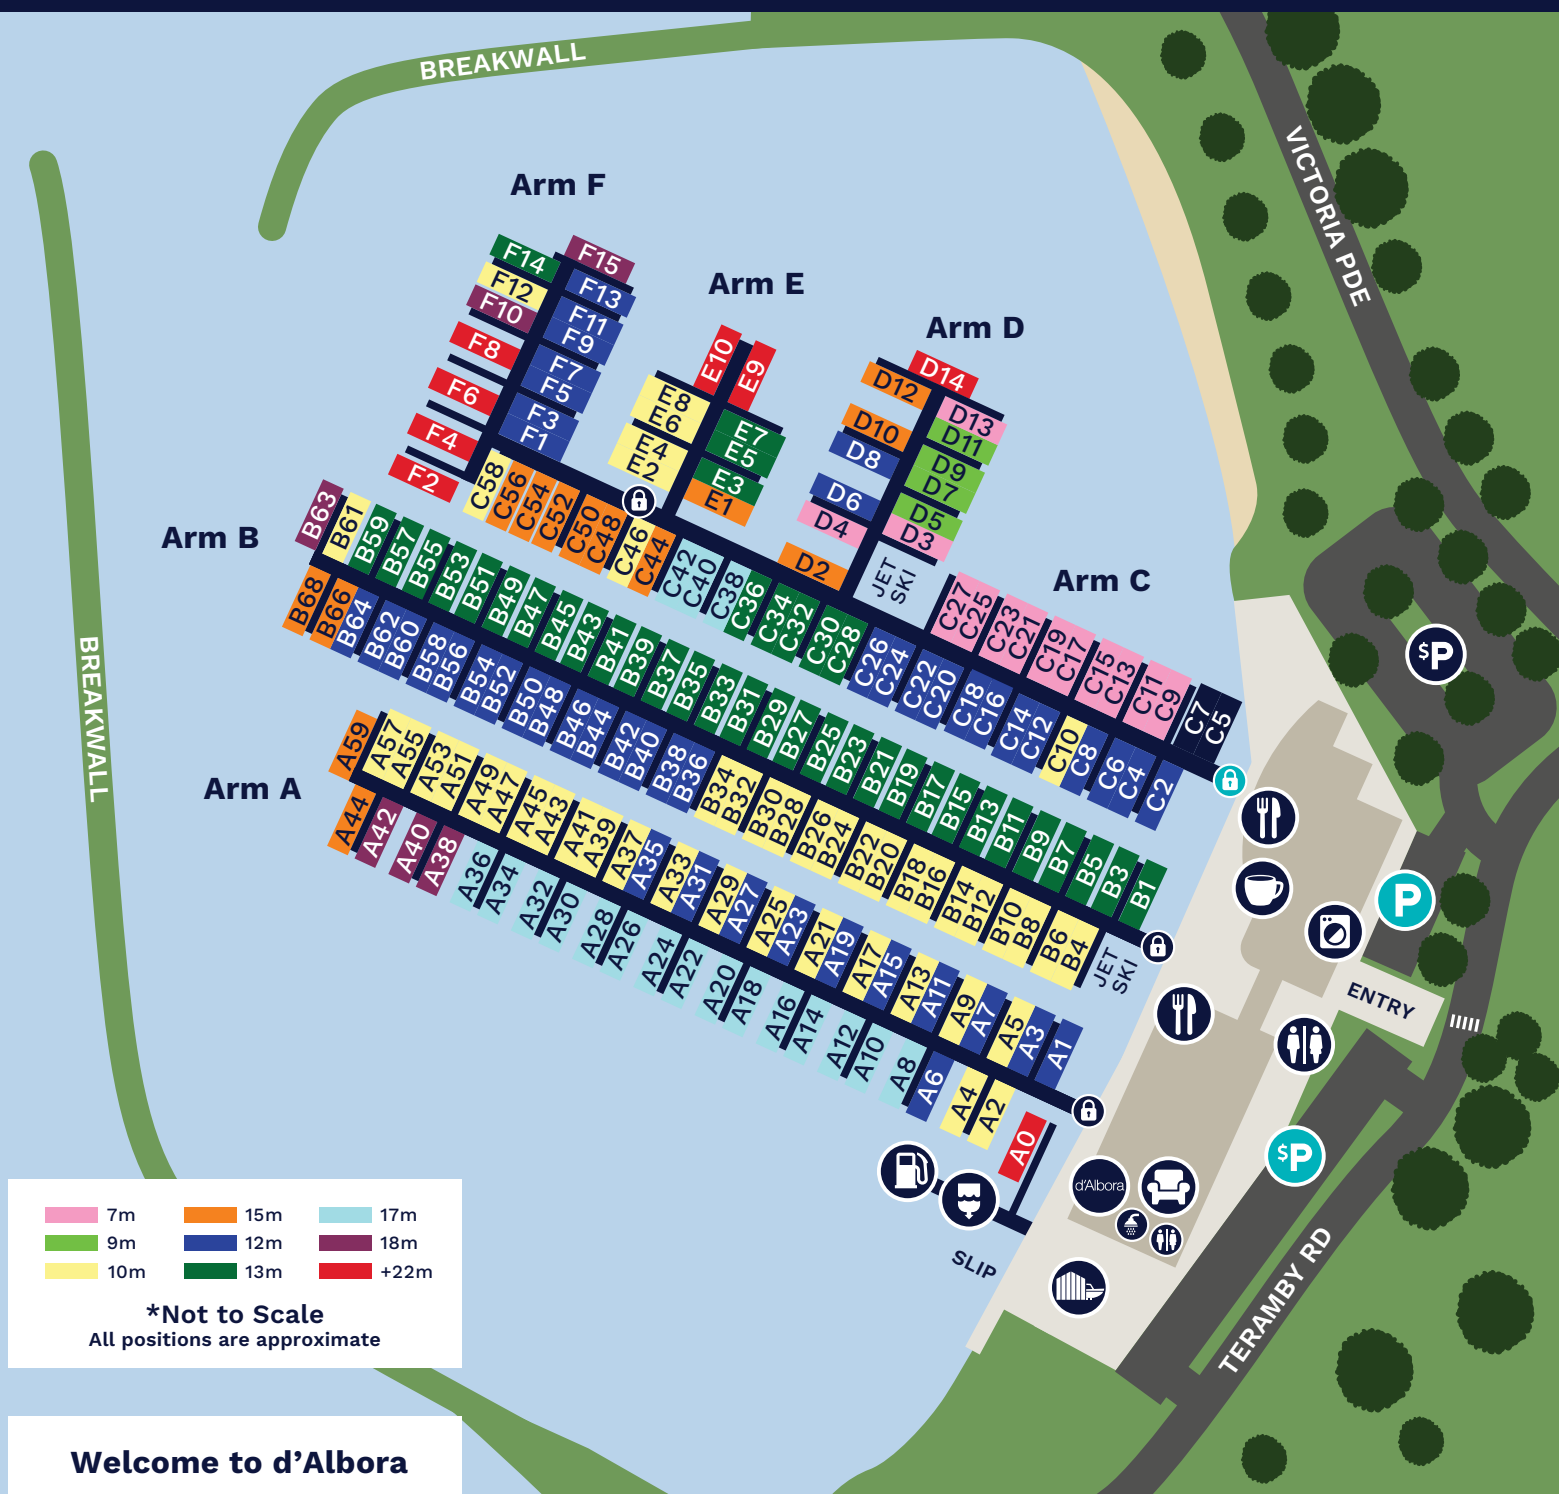 BREAKWALL
VICTORIA PDE
Arm F
F14
F15
F12
F13
F10
F11
F9
F8
F7
F5
F6
F3
F1
F4
F2
Arm E
E10
E9
E8
E6
E7
E5
E4
E2
E3
E1
Arm D
D14
D12
D13
D11
D10
D8
D9
D7
D6
D4
D5
D3
D2
JET
SKI
Arm C
C58
C56
C54
C52
C50
C48
C46
C44
C42
C40
C38
C36
C34
C32
C30
C28
C26
C24
C22
C20
C18
C16
C14
C12
C10
C8
C6
C4
C2
C27
C25
C23
C21
C19
C17
C15
C13
C11
C9
C7
C5
Arm B
B63
B61
B59
B57
B55
B53
B51
B49
B47
B45
B43
B41
B39
B37
B35
B33
B31
B29
B27
B25
B23
B21
B19
B17
B15
B13
B11
B9
B7
B5
B3
B1
B68
B66
B64
B62
B60
B58
B56
B54
B52
B50
B48
B46
B44
B42
B40
B38
B36
B34
B32
B30
B28
B26
B24
B22
B20
B18
B16
B14
B12
B10
B8
B6
B4
JET
SKI
BREAKWALL
Arm A
A59
A57
A55
A53
A51
A49
A47
A45
A43
A41
A39
A37
A35
A33
A31
A29
A27
A25
A23
A21
A19
A17
A15
A13
A11
A9
A7
A5
A3
A1
A44
A42
A40
A38
A36
A34
A32
A30
A28
A26
A24
A22
A20
A18
A16
A14
A12
A10
A8
A6
A4
A2
A0
$P
P
ENTRY
$P
d'Albora
SLIP
TERAMBY RD
7m
15m
17m
9m
12m
18m
10m
13m
+22m
*Not to Scale
All positions are approximate
Welcome to d’Albora